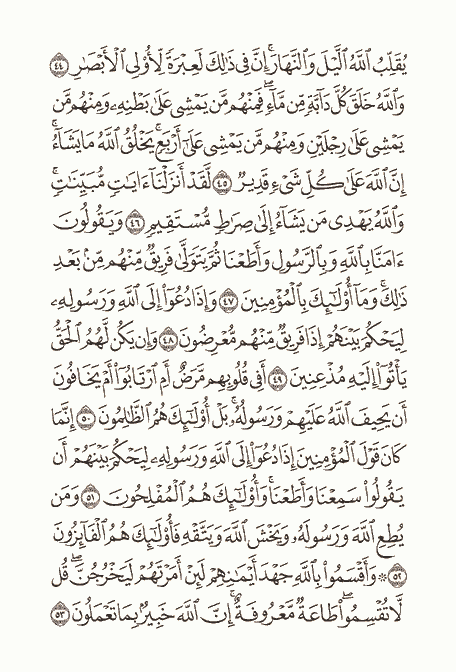 يُقَلِّبُ ٱللَّهُ ٱلَّيۡلَ وَٱلنَّهَارَۚ إِنَّ فِي ذَٰلِكَ لَعِبۡرَةٗ لِّأُوْلِي ٱلۡأَبۡصَٰرِ ٤٤
وَٱللَّهُ خَلَقَ كُلَّ دَآبَّةٖ مِّن مَّآءٖۖ فَمِنۡهُم مَّن يَمۡشِي عَلَىٰ بَطۡنِهِۦ وَمِنۡهُم مَّن
يَمۡشِي عَلَىٰ رِجۡلَيۡنِ وَمِنۡهُم مَّن يَمۡشِي عَلَىٰٓ أَرۡبَعٖۚ يَخۡلُقُ ٱللَّهُ مَا يَشَآءُۚ
إِنَّ ٱللَّهَ عَلَىٰ كُلِّ شَيۡءٖ قَدِيرٞ ٤٥ لَّقَدۡ أَنزَلۡنَآ ءَايَٰتٖ مُّبَيِّنَٰتٖۚ
وَٱللَّهُ يَهۡدِي مَن يَشَآءُ إِلَىٰ صِرَٰطٖ مُّسۡتَقِيمٖ ٤٦ وَيَقُولُونَ
ءَامَنَّا بِٱللَّهِ وَبِٱلرَّسُولِ وَأَطَعۡنَا ثُمَّ يَتَوَلَّىٰ فَرِيقٞ مِّنۡهُم مِّنۢ بَعۡدِ
ذَٰلِكَۚ وَمَآ أُوْلَٰٓئِكَ بِٱلۡمُؤۡمِنِينَ ٤٧ وَإِذَا دُعُوٓاْ إِلَى ٱللَّهِ وَرَسُولِهِۦ
لِيَحۡكُمَ بَيۡنَهُمۡ إِذَا فَرِيقٞ مِّنۡهُم مُّعۡرِضُونَ ٤٨ وَإِن يَكُن لَّهُمُ ٱلۡحَقُّ
يَأۡتُوٓاْ إِلَيۡهِ مُذۡعِنِينَ ٤٩ أَفِي قُلُوبِهِم مَّرَضٌ أَمِ ٱرۡتَابُوٓاْ أَمۡ يَخَافُونَ
أَن يَحِيفَ ٱللَّهُ عَلَيۡهِمۡ وَرَسُولُهُۥۚ بَلۡ أُوْلَٰٓئِكَ هُمُ ٱلظَّٰلِمُونَ ٥٠ إِنَّمَا
كَانَ قَوۡلَ ٱلۡمُؤۡمِنِينَ إِذَا دُعُوٓاْ إِلَى ٱللَّهِ وَرَسُولِهِۦ لِيَحۡكُمَ بَيۡنَهُمۡ أَن
يَقُولُواْ سَمِعۡنَا وَأَطَعۡنَاۚ وَأُوْلَٰٓئِكَ هُمُ ٱلۡمُفۡلِحُونَ ٥١ وَمَن
يُطِعِ ٱللَّهَ وَرَسُولَهُۥ وَيَخۡشَ ٱللَّهَ وَيَتَّقۡهِ فَأُوْلَٰٓئِكَ هُمُ ٱلۡفَآئِزُونَ
٥٢ ۞ وَأَقۡسَمُواْ بِٱللَّهِ جَهۡدَ أَيۡمَٰنِهِمۡ لَئِنۡ أَمَرۡتَهُمۡ لَيَخۡرُجُنَّۖ قُل
لَّا تُقۡسِمُواْۖ طَاعَةٞ مَّعۡرُوفَةٌۚ إِنَّ ٱللَّهَ خَبِيرُۢ بِمَا تَعۡمَلُونَ ٥٣